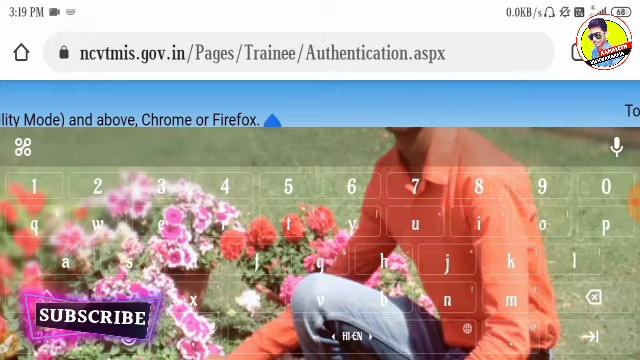 3:19 PM 0.0KB/s 68
ncvtmis.gov.in/Pages/Trainee/Authentication.aspx
To
ility Mode) and above, Chrome or Firefox.
1 2 3 4 5 6 7 8 9 0
q w e r t y u i o p
a s d f g h j k l
x v b n m
SUBSCRIBE
HI·EN